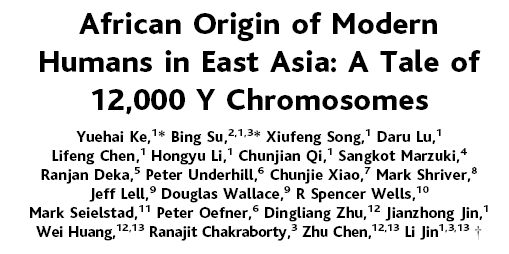 African Origin of Modern
Humans in East Asia: A Tale of
12,000 Y Chromosomes
Yuehai Ke,1* Bing Su,2,1,3* Xiufeng Song,1 Daru Lu,1
Lifeng Chen,1 Hongyu Li,1 Chunjian Qi,1 Sangkot Marzuki,4
Ranjan Deka,5 Peter Underhill,6 Chunjie Xiao,7 Mark Shriver,8
Jeff Lell,9 Douglas Wallace,9 R Spencer Wells,10
Mark Seielstad,11 Peter Oefner,6 Dingliang Zhu,12 Jianzhong Jin,1
Wei Huang,12,13 Ranajit Chakraborty,3 Zhu Chen,12,13 Li Jin1,3,13 †